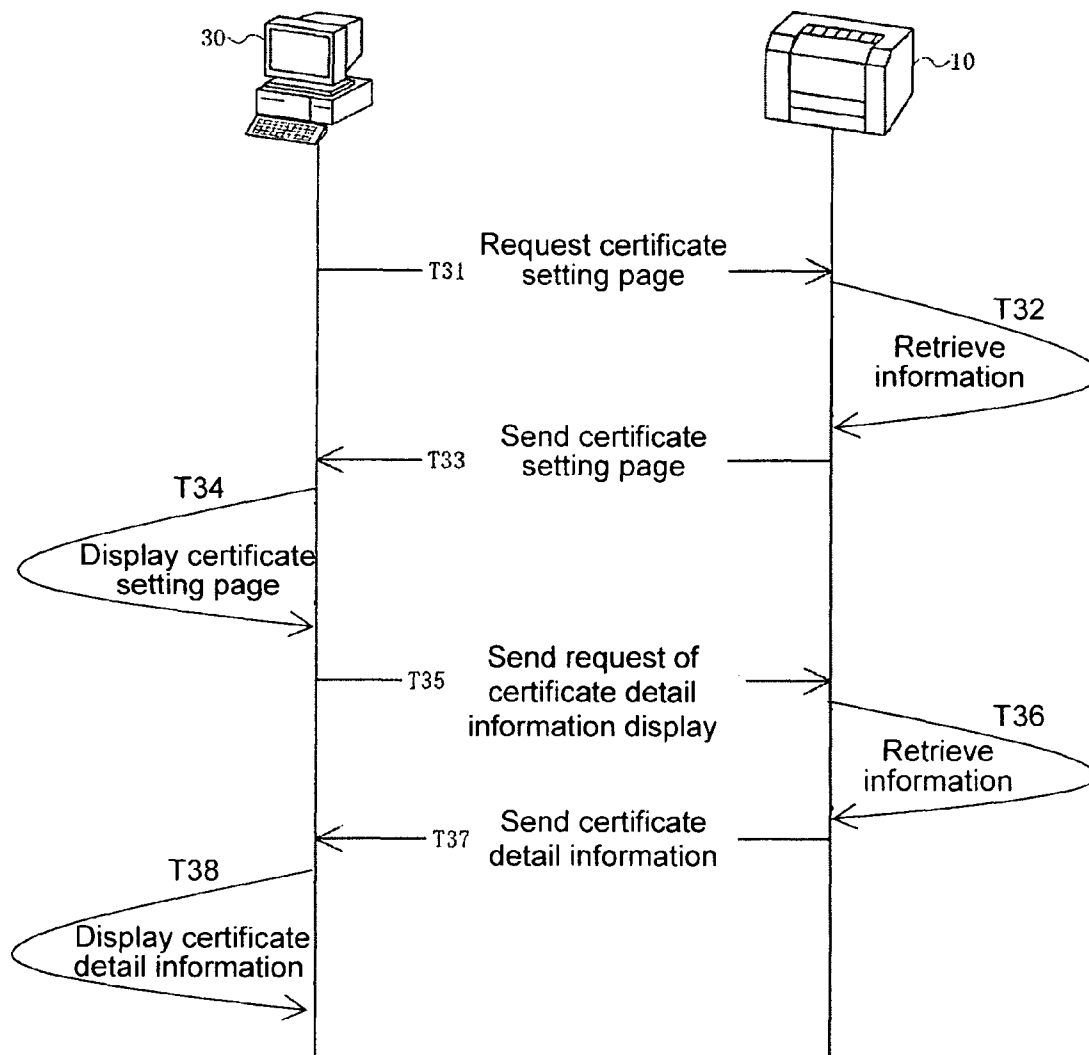 30
10
T31
Request certificate
setting page
T32
Retrieve
information
T33
Send certificate
setting page
T34
Display certificate
setting page
T35
Send request of
certificate detail
information display
T36
Retrieve
information
T37
Send certificate
detail information
T38
Display certificate
detail information